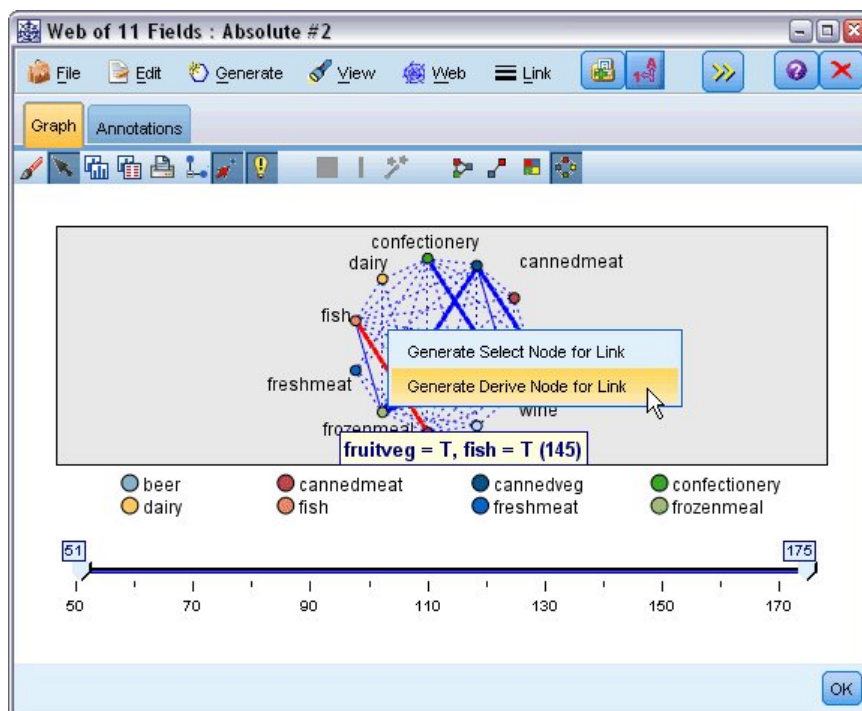 Web of 11 Fields : Absolute #2
File Edit Generate View Web Link
Graph Annotations
confectionery
dairy cannedmeat
fish
Generate Select Node for Link
freshmeat Generate Derive Node for Link
wine
frozenmeal
fruitveg = T, fish = T (145)
beer cannedmeat cannedveg confectionery
dairy fish freshmeat frozenmeal
51 175
50 70 90 110 130 150 170
OK